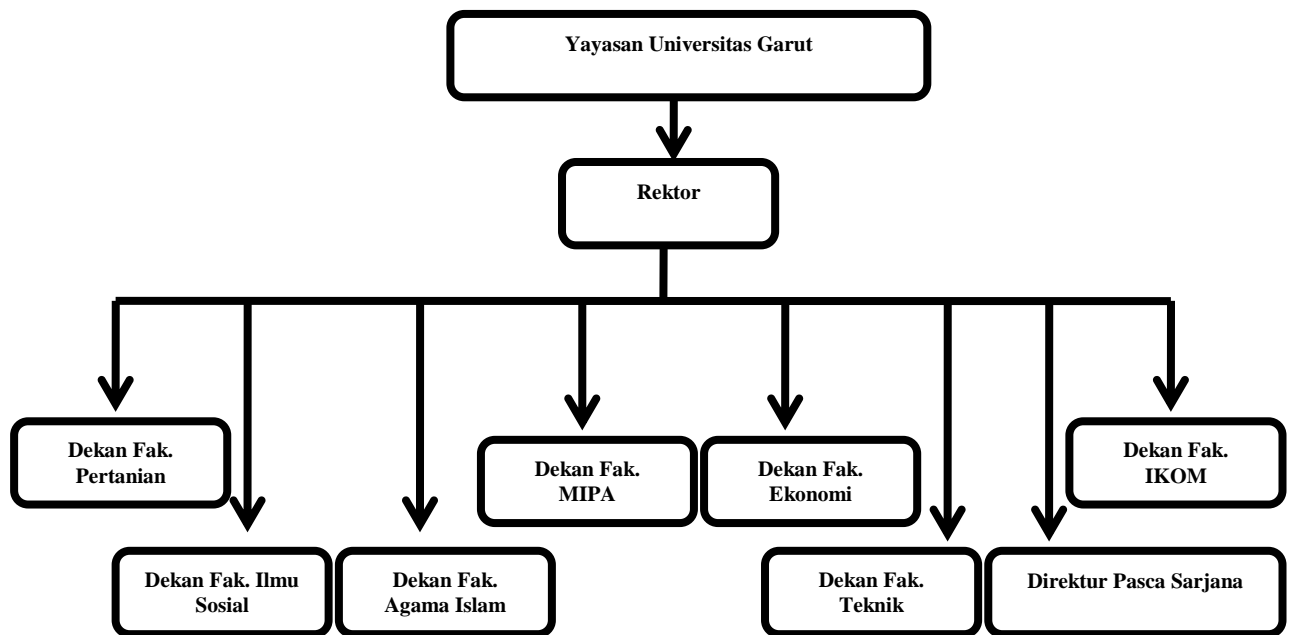 Yayasan Universitas Garut
Rektor
Dekan Fak.
Pertanian
Dekan Fak. Ilmu
Sosial
Dekan Fak.
Agama Islam
Dekan Fak.
MIPA
Dekan Fak.
Ekonomi
Dekan Fak.
Teknik
Direktur Pasca Sarjana
Dekan Fak.
IKOM